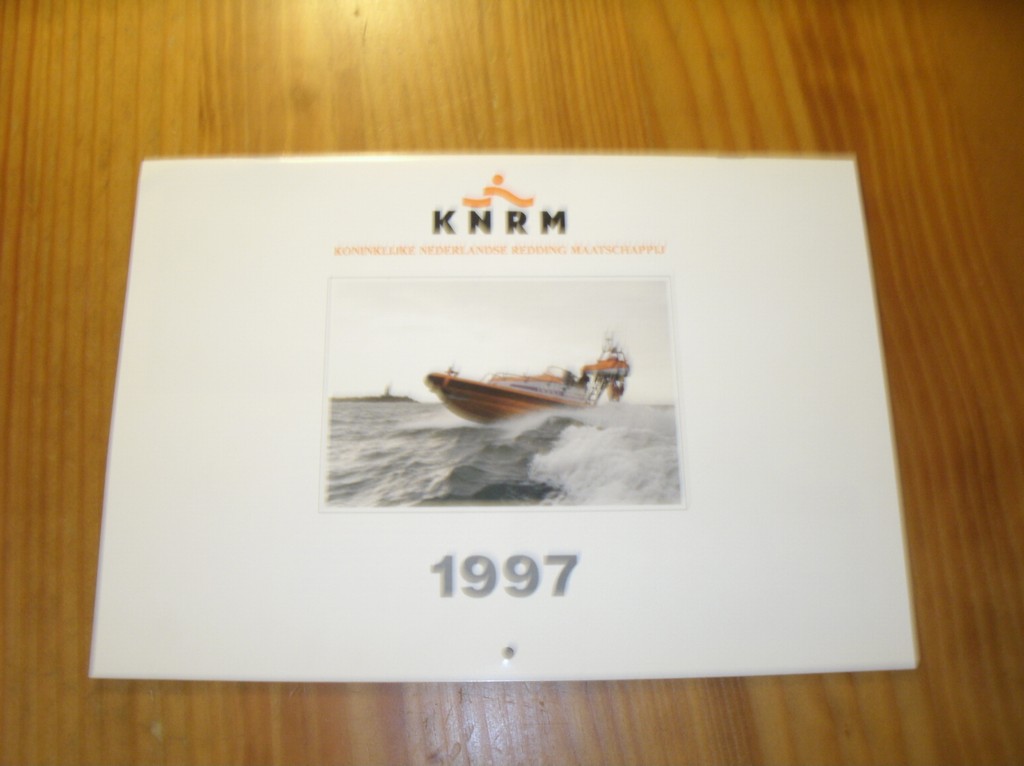 KNRM
KONINKLIJKE NEDERLANDSE REDDING MAATSCHAPPIJ
1997